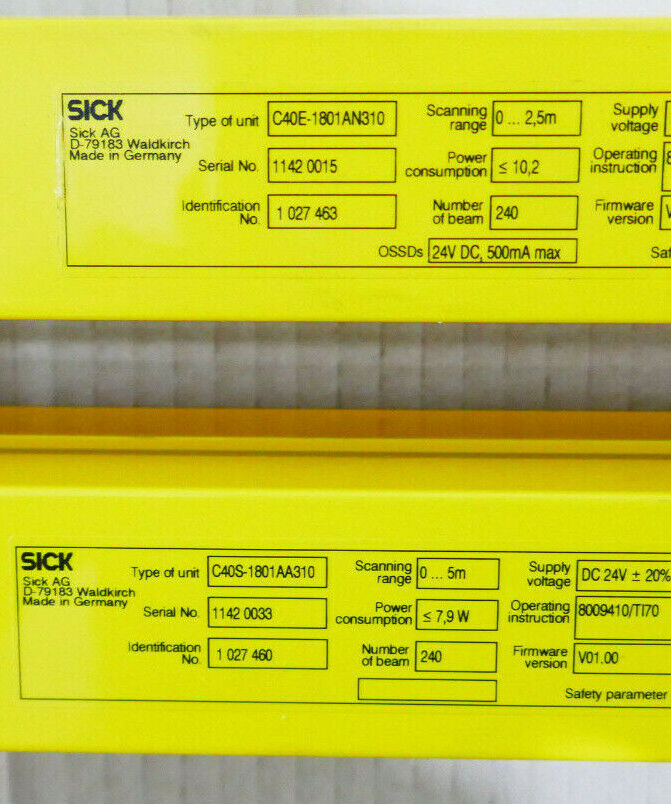 SICK
Sick AG
D-79183 Waldkirch
Made in Germany
Type of unit C40E-1801AN310
Scanning range 0 ... 2,5m
Supply voltage
Serial No. 1142 0015
Power consumption ≤ 10,2
Operating instruction 8
Identification No. 1 027 463
Number of beam 240
Firmware version V
OSSDs 24V DC, 500mA max
Saf
SICK
Sick AG
D-79183 Waldkirch
Made in Germany
Type of unit C40S-1801AA310
Scanning range 0 ... 5m
Supply voltage DC 24V ± 20%
Serial No. 1142 0033
Power consumption ≤ 7,9 W
Operating instruction 8009410/TI70
Identification No. 1 027 460
Number of beam 240
Firmware version V01.00
Safety parameter